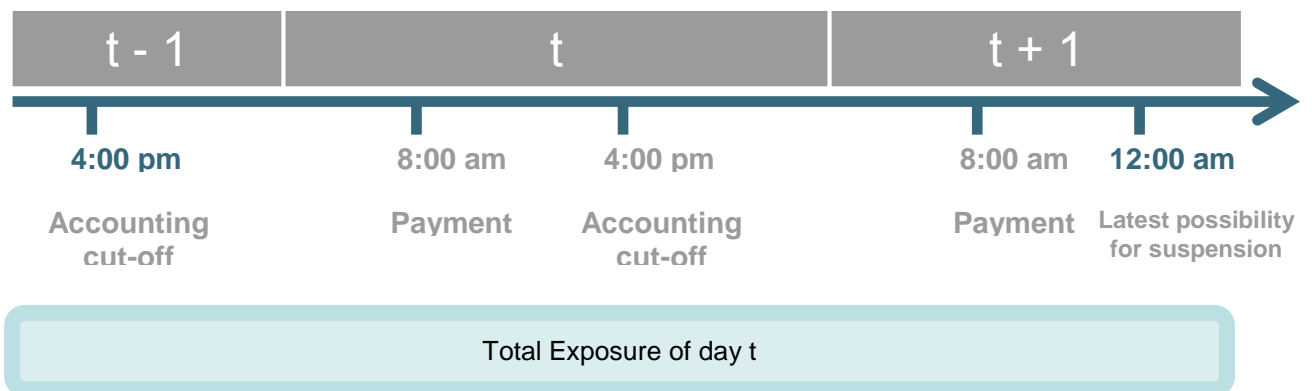 t - 1 t t + 1
4:00 pm 8:00 am 4:00 pm 8:00 am 12:00 am
Accounting cut-off
Payment
Accounting cut-off
Payment
Latest possibility
for suspension
Total Exposure of day t